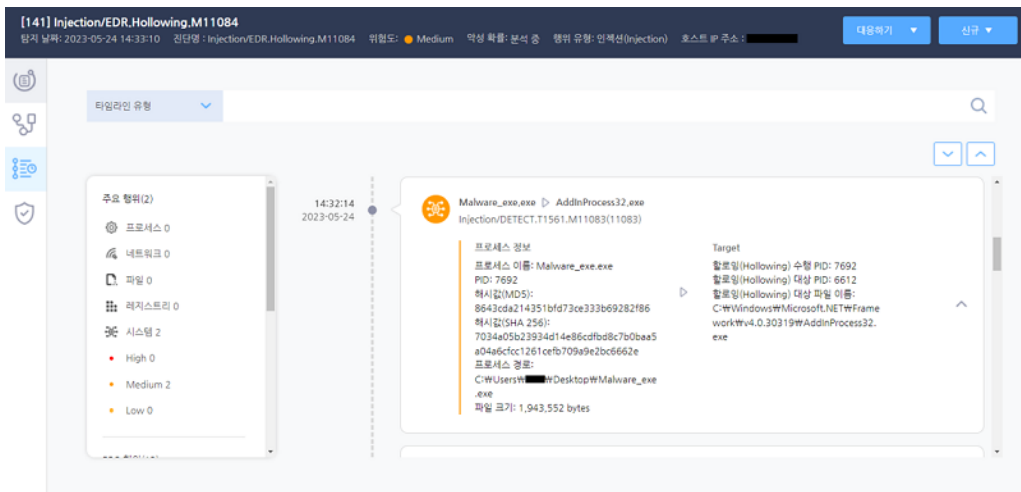 [141] Injection/EDR.Hollowing.M11084
탐지 날짜: 2023-05-24 14:33:10 진단명 : Injection/EDR.Hollowing.M11084 위험도: Medium 악성 확률: 분석 중 행위 유형: 인젝션(Injection) 호스트 IP 주소 :
대응하기
신규
타임라인 유형
주요 행위(2)
프로세스 0
네트워크 0
파일 0
레지스트리 0
시스템 2
High 0
Medium 2
Low 0
14:32:14
2023-05-24
Malware_exe.exe ▷ AddInProcess32.exe
Injection/DETECT.T1561.M11083(11083)
프로세스 정보
프로세스 이름: Malware_exe.exe
PID: 7692
해시값(MD5):
8643cda214351bfd73ce333b69282f86
해시값(SHA 256):
7034a05b23934d14e86cdfbd8c7b0baa5
a04a6cfcc1261cefb709a9e2bc6662e
프로세스 경로:
C:₩Users₩ ₩Desktop₩Malware_exe
.exe
파일 크기: 1,943,552 bytes
Target
할로잉(Hollowing) 수행 PID: 7692
할로잉(Hollowing) 대상 PID: 6612
할로잉(Hollowing) 대상 파일 이름:
C:₩Windows₩Microsoft.NET₩Frame
work₩v4.0.30319₩AddInProcess32.
exe